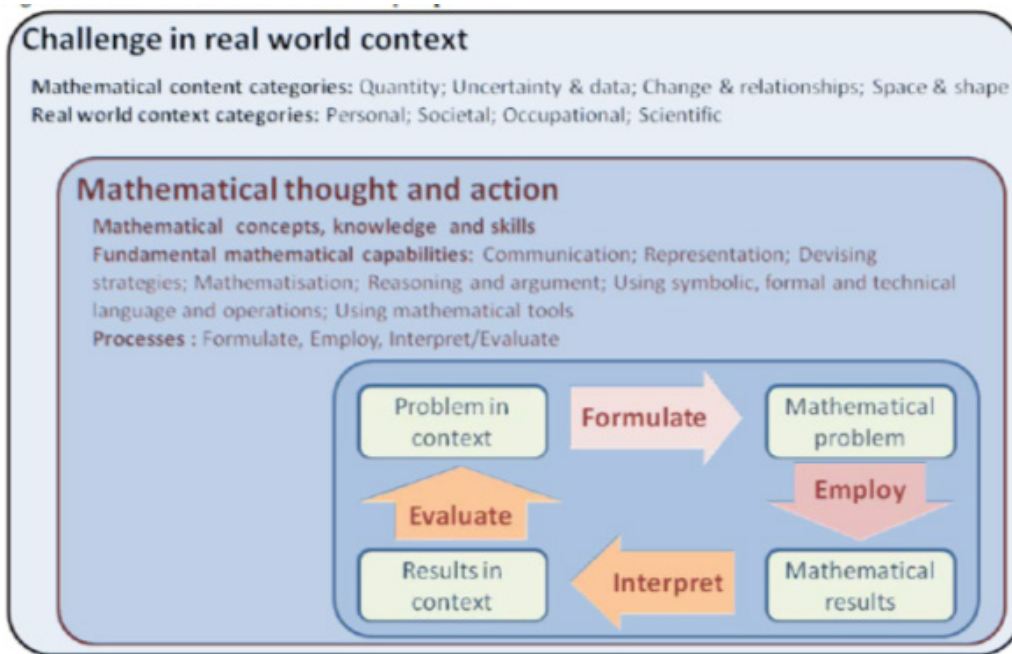 Challenge in real world context
Mathematical content categories: Quantity; Uncertainty & data; Change & relationships; Space & shape
Real world context categories: Personal; Societal; Occupational; Scientific
Mathematical thought and action
Mathematical concepts, knowledge and skills
Fundamental mathematical capabilities: Communication; Representation; Devising
strategies; Mathematisation; Reasoning and argument; Using symbolic, formal and technical
language and operations; Using mathematical tools
Processes : Formulate, Employ, Interpret/Evaluate
Problem in
context
Formulate
Mathematical
problem
Evaluate
Employ
Results in
context
Interpret
Mathematical
results